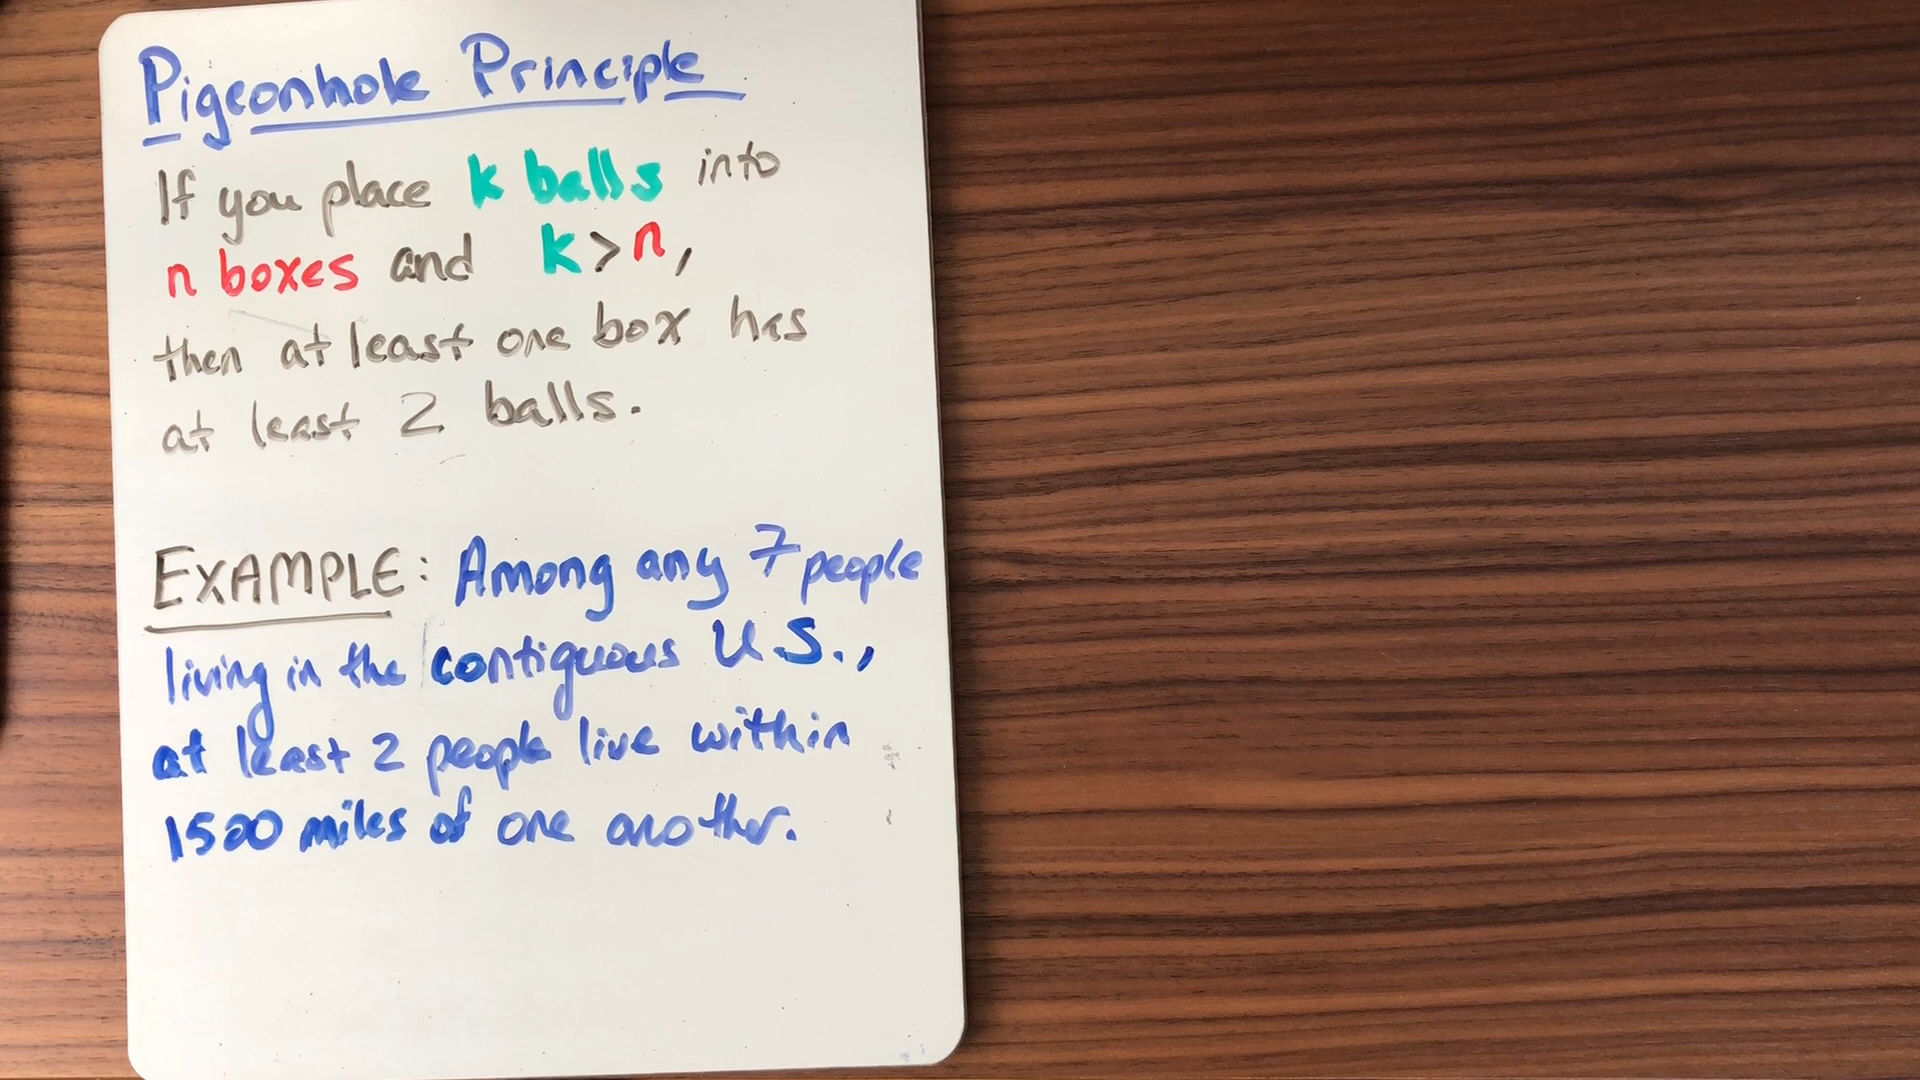 Pigeonhole Principle
If you place k balls into
n boxes and k > n,
then at least one box has
at least 2 balls.
EXAMPLE: Among any 7 people
living in the contiguous U.S.,
at least 2 people live within
1500 miles of one another.